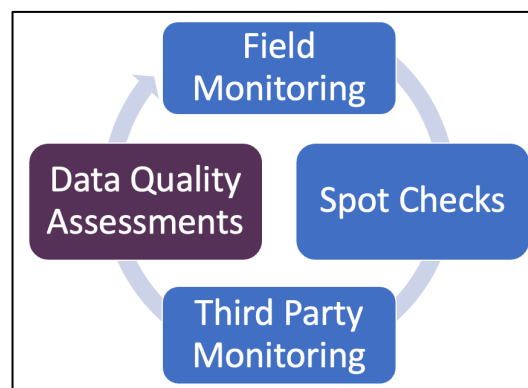 Field
Monitoring
Spot Checks
Third Party
Monitoring
Data Quality
Assessments